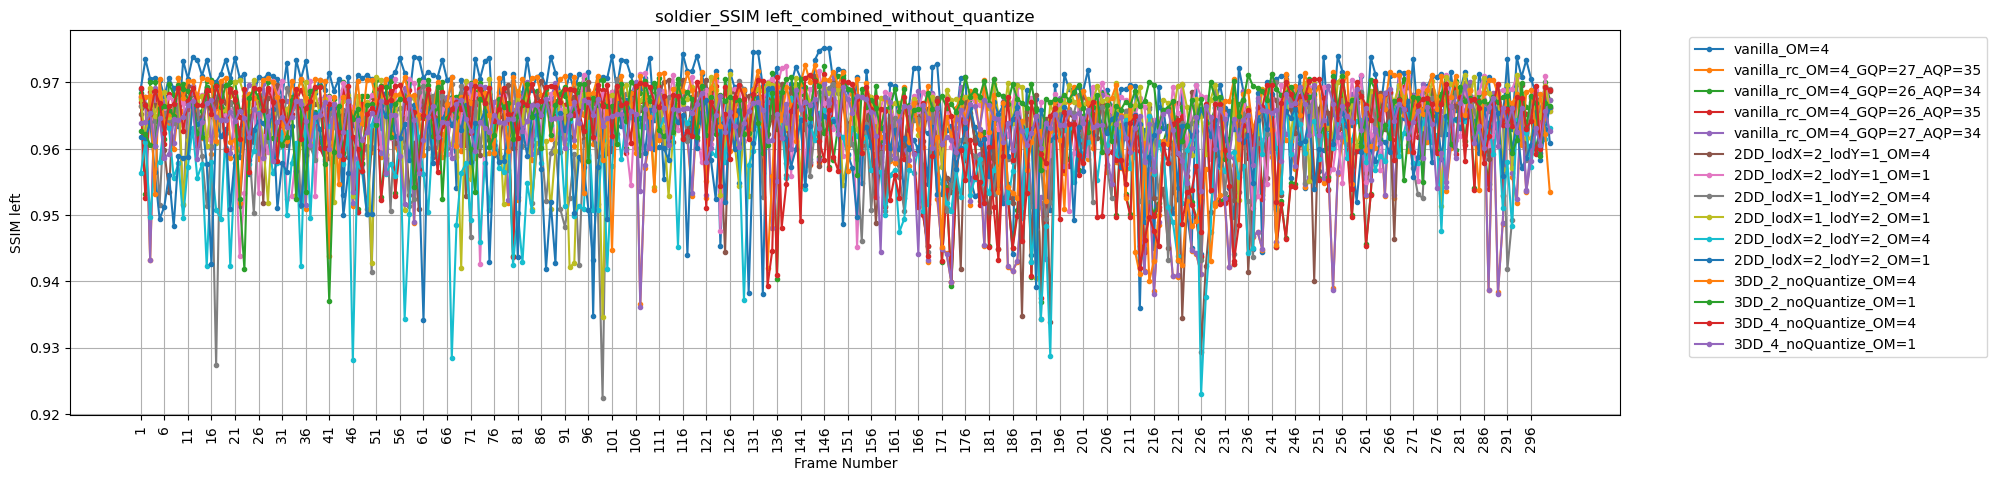 soldier_SSIM left_combined_without_quantize
SSIM left
0.97
0.96
0.95
0.94
0.93
0.92
1 6 11 16 21 26 31 36 41 46 51 56 61 66 71 76 81 86 91 96 101 106 111 116 121 126 131 136 141 146 151 156 161 166 171 176 181 186 191 196 201 206 211 216 221 226 231 236 241 246 251 256 261 266 271 276 281 286 291 296
Frame Number
vanilla_OM=4
vanilla_rc_OM=4_GQP=27_AQP=35
vanilla_rc_OM=4_GQP=26_AQP=34
vanilla_rc_OM=4_GQP=26_AQP=35
vanilla_rc_OM=4_GQP=27_AQP=34
2DD_lodX=2_lodY=1_OM=4
2DD_lodX=2_lodY=1_OM=1
2DD_lodX=1_lodY=2_OM=4
2DD_lodX=1_lodY=2_OM=1
2DD_lodX=2_lodY=2_OM=4
2DD_lodX=2_lodY=2_OM=1
3DD_2_noQuantize_OM=4
3DD_2_noQuantize_OM=1
3DD_4_noQuantize_OM=4
3DD_4_noQuantize_OM=1